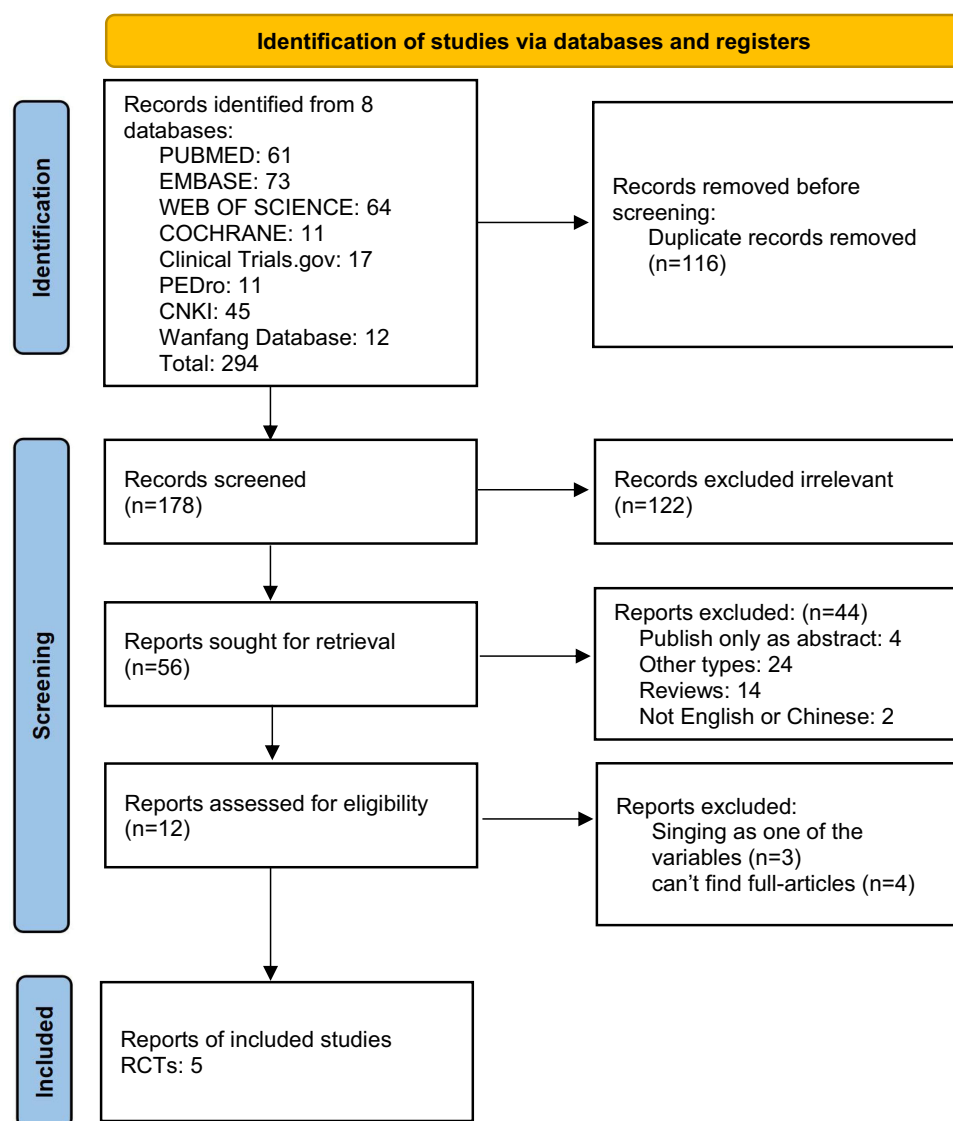 Identification of studies via databases and registers
Identification
Records identified from 8
databases:
PUBMED: 61
EMBASE: 73
WEB OF SCIENCE: 64
COCHRANE: 11
Clinical Trials.gov: 17
PEDro: 11
CNKI: 45
Wanfang Database: 12
Total: 294
Records removed before
screening:
Duplicate records removed
(n=116)
Screening
Records screened
(n=178)
Records excluded irrelevant
(n=122)
Reports sought for retrieval
(n=56)
Reports excluded: (n=44)
Publish only as abstract: 4
Other types: 24
Reviews: 14
Not English or Chinese: 2
Reports assessed for eligibility
(n=12)
Reports excluded:
Singing as one of the
variables (n=3)
can't find full-articles (n=4)
Included
Reports of included studies
RCTs: 5